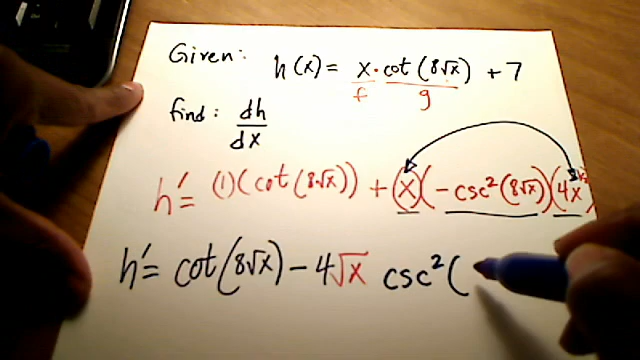 Given: h(x) = x · cot(8√x) + 7
f g
find: dh/dx
h' = (1)(cot(8√x)) + (x)(-csc²(8√x))(4x
h' = cot(8√x) - 4√x csc²(